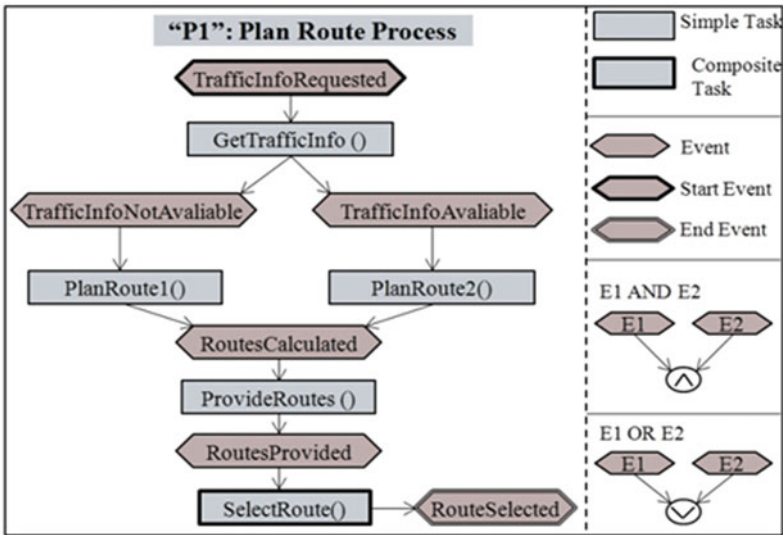 “P1”: Plan Route Process
TrafficInfoRequested
GetTrafficInfo ()
TrafficInfoNotAvaliable
TrafficInfoAvaliable
PlanRoute1()
PlanRoute2()
RoutesCalculated
ProvideRoutes ()
RoutesProvided
SelectRoute()
RouteSelected
Simple Task
Composite
Task
Event
Start Event
End Event
E1 AND E2
E1
E2
E1 OR E2
E1
E2